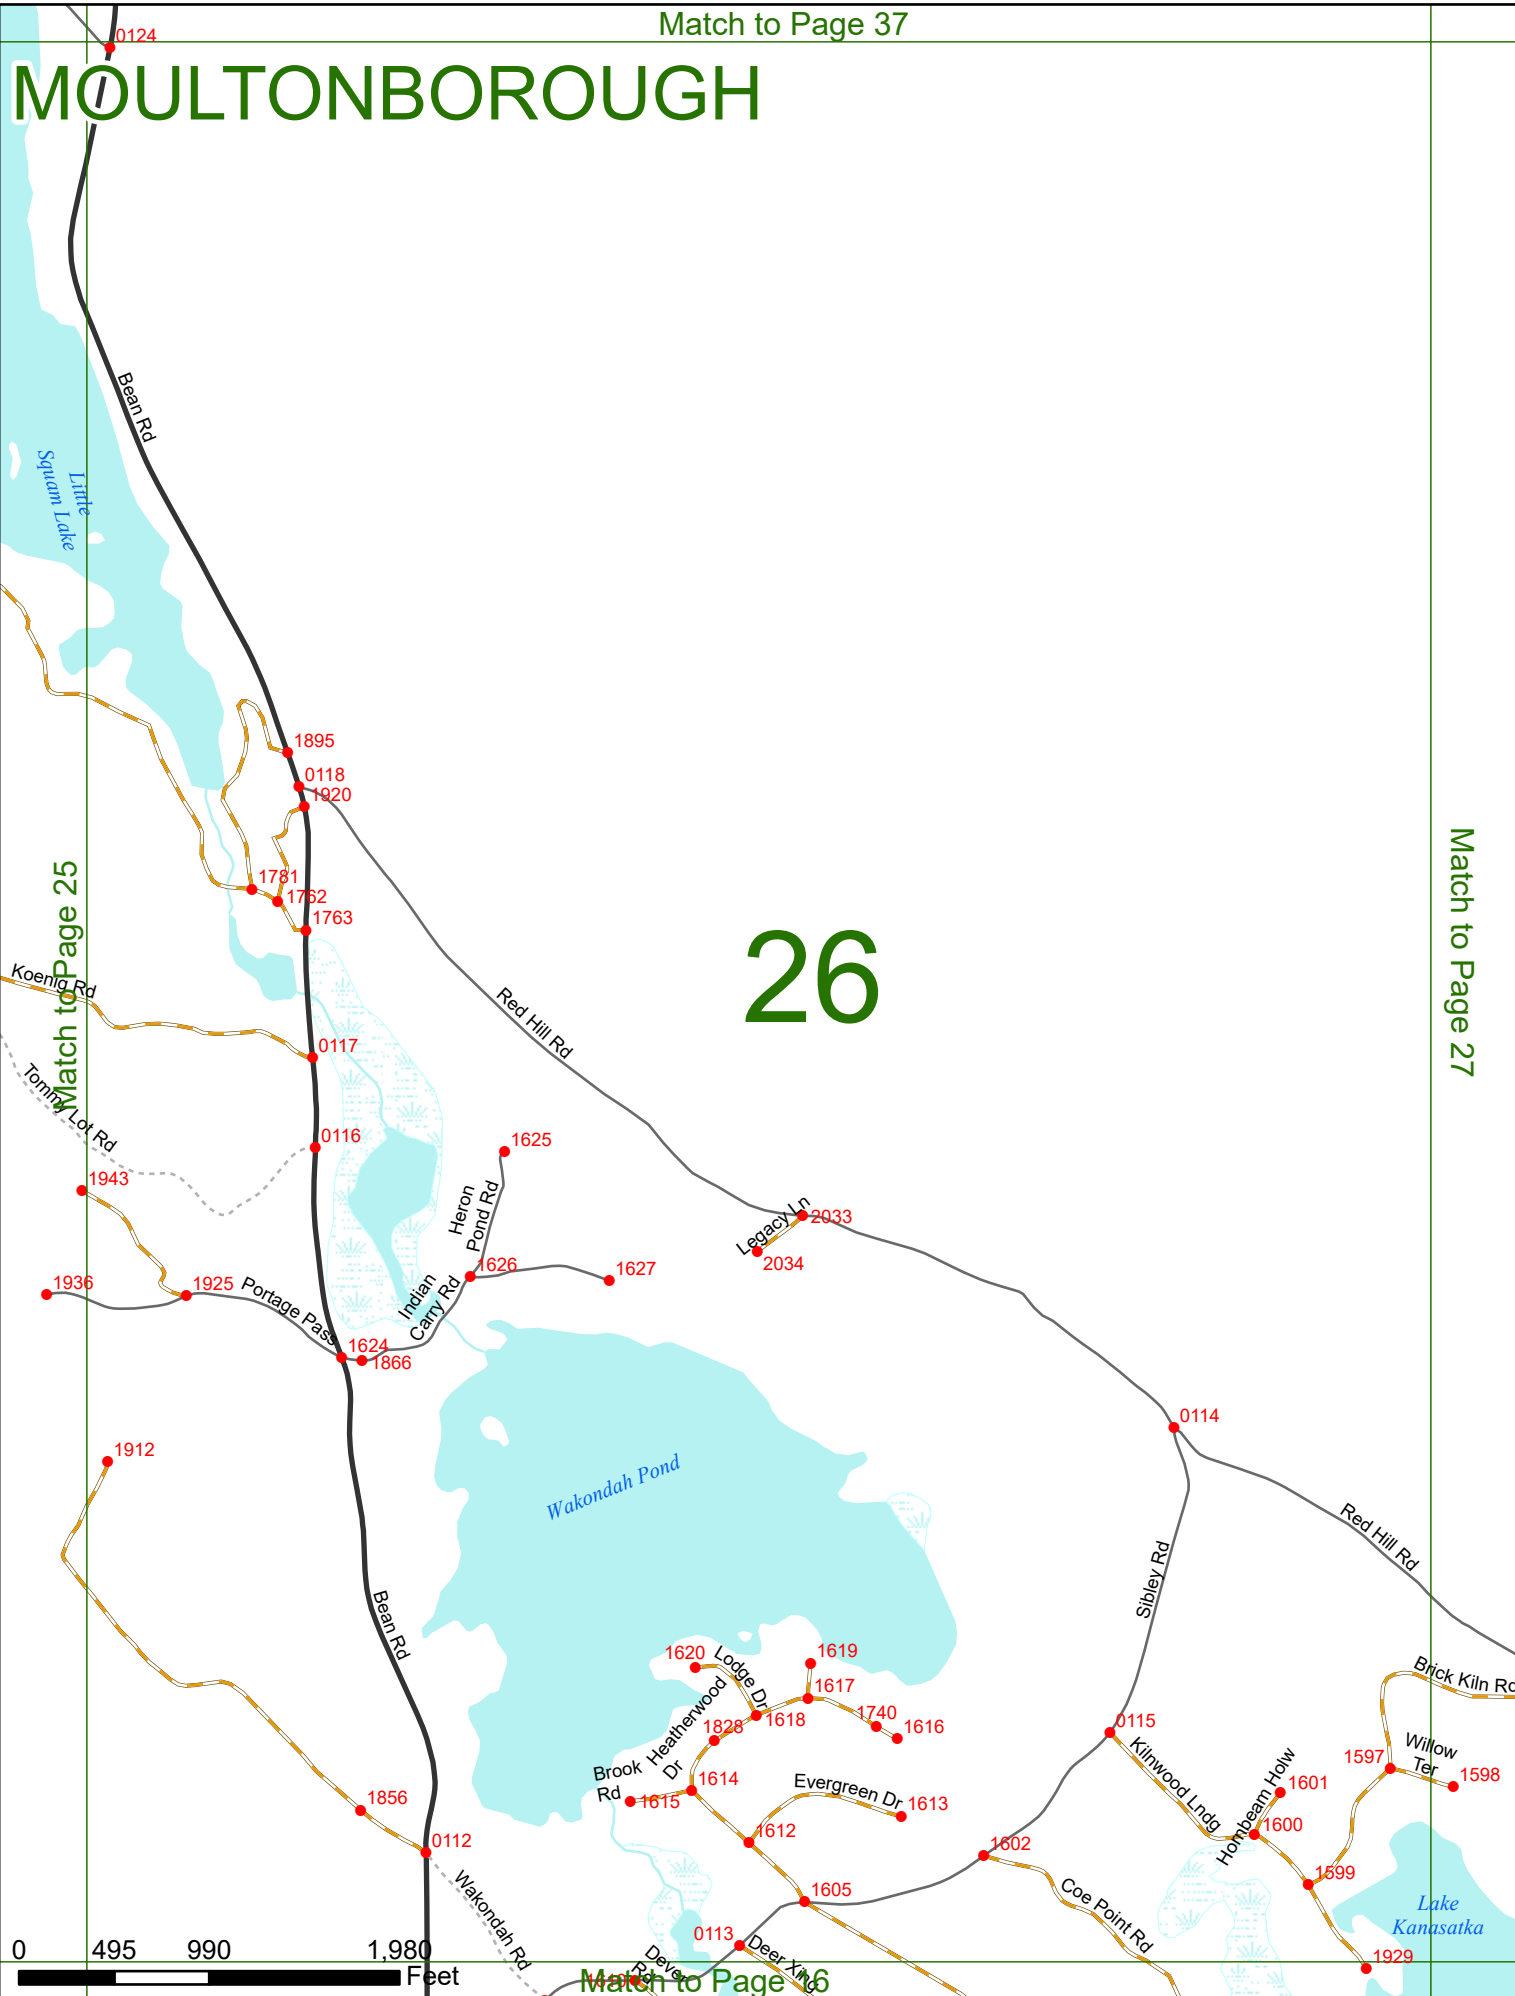 Match to Page 37
0124
MOULTONBOROUGH
Bean Rd
Little
Squam Lake
1895
0118
1920
1781
1762
1763
Match to Page 25
Match to Page 27
26
Koenig Rd
Red Hill Rd
0117
Tommy Lot Rd
0116
1625
1943
Heron
Pond Rd
Legacy Ln
2033
2034
1626
1627
1936
1925
Portage Pass
Indian
Carry Rd
1624
1866
0114
1912
Wakondah Pond
Red Hill Rd
Sibley Rd
Bean Rd
1620
Lodge Dr
1619
1617
Heatherwood
Dr
1618
1740
1616
1828
Brick Kiln Rd
0115
Kilnwood Lndg
Willow
Ter
1597
1598
Brook
Rd
1614
1615
Evergreen Dr
1613
Hornbeam Holw
1601
1600
1856
1612
0112
1602
1599
Wakondah Rd
1605
Coe Point Rd
Lake
Kanasatka
0113
Deer Xing
Dever
Rd
1929
0 495 990 1,980
Feet
Match to Page 16